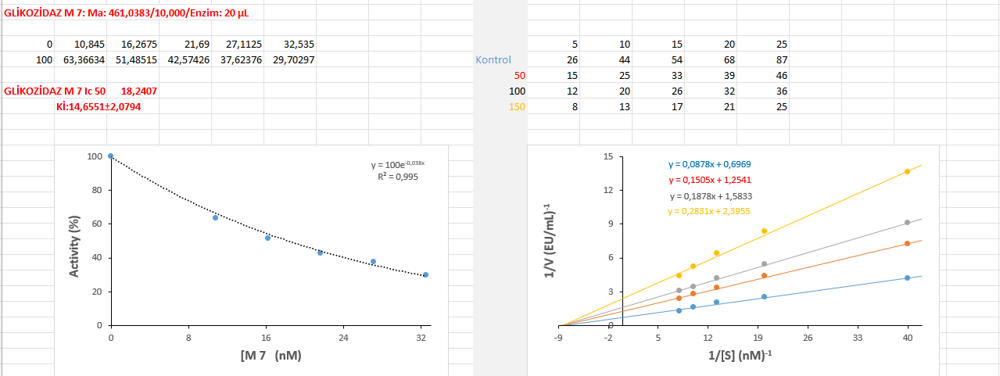 GLİKOZİDAZ M 7: Ma: 461,0383/10,000/Enzim: 20 µL
0 10,845 16,2675 21,69 27,1125 32,535
100 63,36634 51,48515 42,57426 37,62376 29,70297
GLİKOZİDAZ M 7 Ic 50 18,2407
Kİ:14,6551±2,0794
5 10 15 20 25
Kontrol 26 44 54 68 87
50 15 25 33 39 46
100 12 20 26 32 36
150 8 13 17 21 25
100
80
60
40
20
0
Activity (%)
y = 100e^-0,038x
R² = 0,995
0 8 16 24 32
[M 7 (nM)
15
12
9
6
3
0
1/V (EU/mL)⁻¹
y = 0,0878x + 0,6969
y = 0,1505x + 1,2541
y = 0,1878x + 1,5833
y = 0,2831x + 2,3955
-9 -2 5 12 19 26 33 40
1/[S] (nM)⁻¹